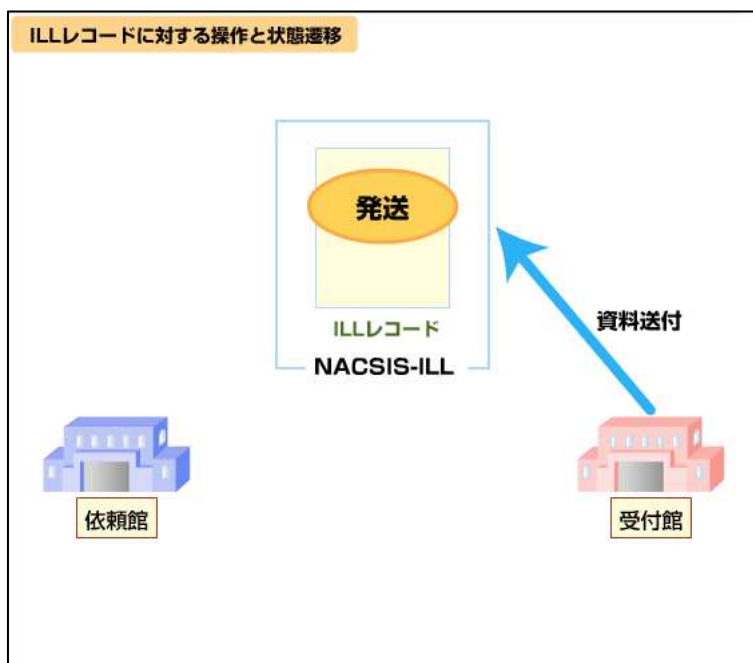 ILLレコードに対する操作と状態遷移
発送
ILLレコード
NACSIS-ILL
資料送付
依頼館
受付館